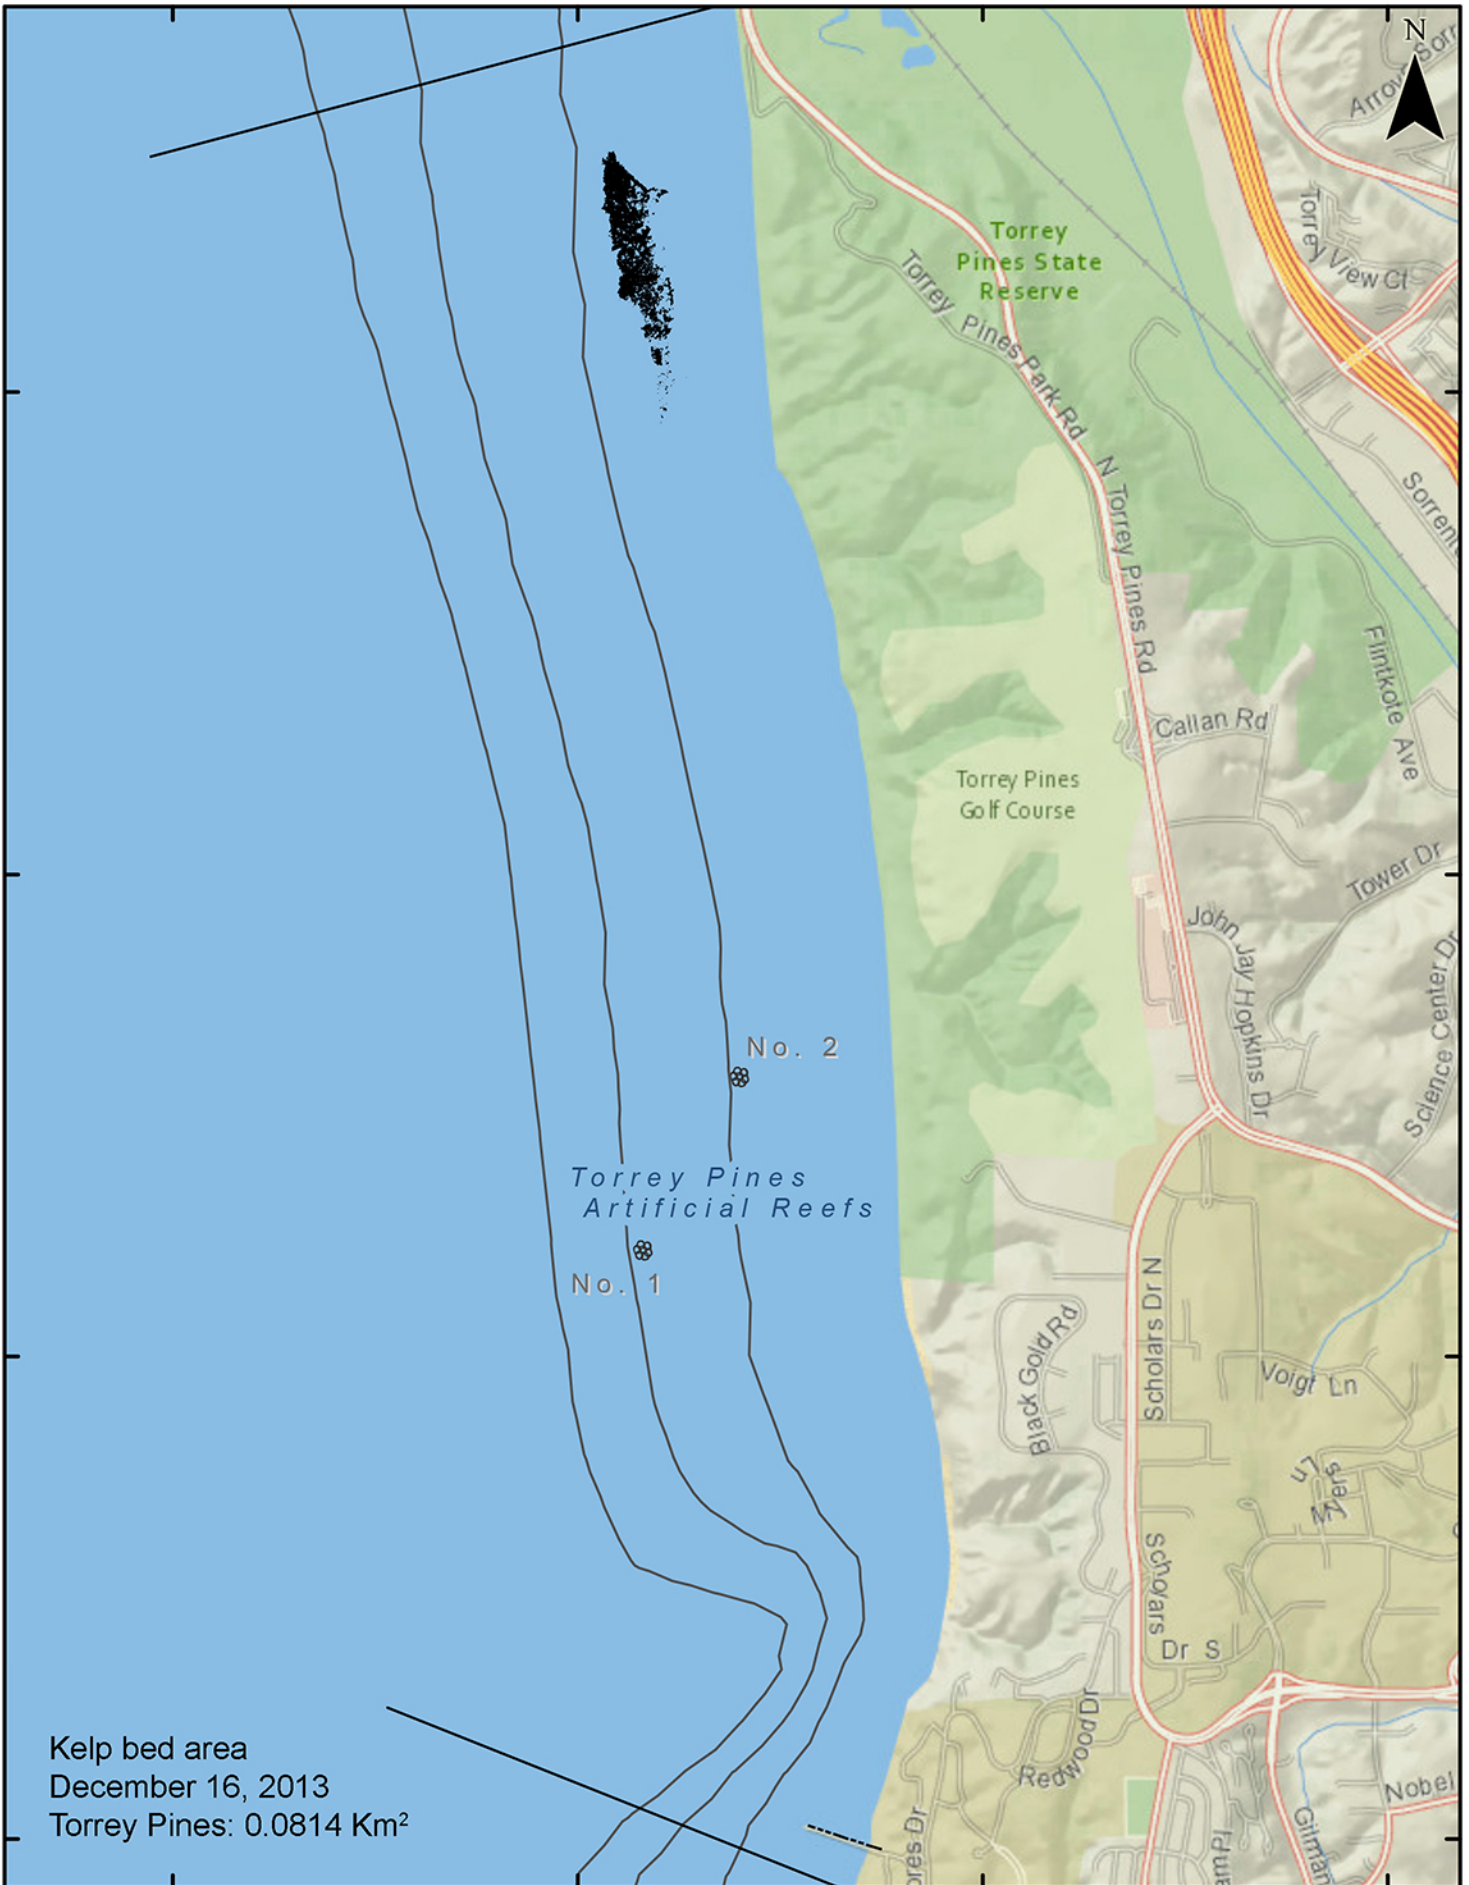 N
Torrey
Pines State
Reserve
Torrey View Ct
Torrey Pines Park Rd
N Torrey Pines Rd
Flintkote Ave
Callan Rd
Torrey Pines
Golf Course
Tower Dr
John Jay Hopkins Dr
Science Center Dr
No. 2
Torrey Pines
Artificial Reefs
No. 1
Black Gold Rd
Scholars Dr N
Voigt Ln
Myers Ln
Scholars
Dr S
Redwood Dr
Kelp bed area
December 16, 2013
Torrey Pines: 0.0814 Km²
Nobel
Gilman